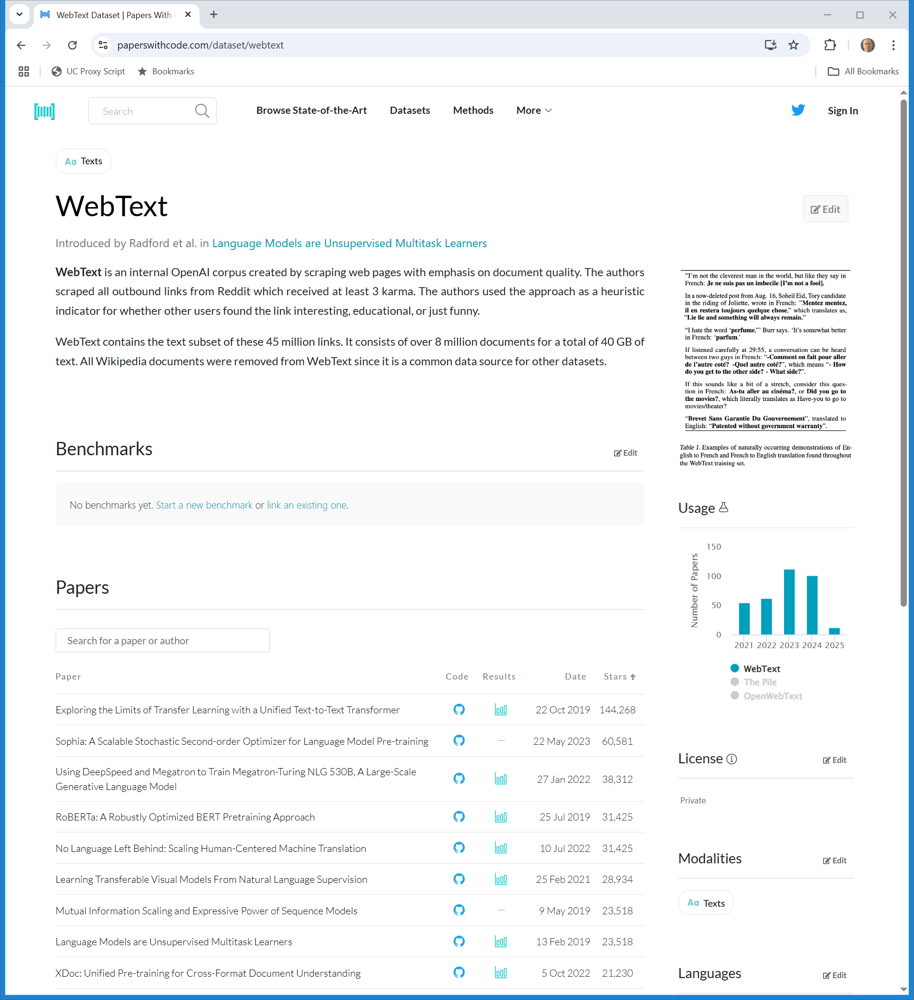 WebText Dataset | Papers With
paperswithcode.com/dataset/webtext
UC Proxy Script
Bookmarks
All Bookmarks
Search
Browse State-of-the-Art
Datasets
Methods
More
Sign In
Aa Texts
WebText
Edit
Introduced by Radford et al. in Language Models are Unsupervised Multitask Learners
WebText is an internal OpenAI corpus created by scraping web pages with emphasis on document quality. The authors
scraped all outbound links from Reddit which received at least 3 karma. The authors used the approach as a heuristic
indicator for whether other users found the link interesting, educational, or just funny.
WebText contains the text subset of these 45 million links. It consists of over 8 million documents for a total of 40 GB of
text. All Wikipedia documents were removed from WebText since it is a common data source for other datasets.
"I'm not the cleverest man in the world, but like they say in
French: Je ne suis pas un imbecile [I'm not a fool].
In a now-deleted post from Aug. 16, Soheil Eid, Tory candidate
in the riding of Joliette, wrote in French: "Mentez mentez,
il en restera toujours quelque chose," which translates as,
"Lie lie and something will always remain."
“I hate the word ‘perfume,”’ Burr says. ‘It’s somewhat better
in French: ‘parfum.’
If listened carefully at 29:55, a conversation can be heard
between two guys in French: “-Comment on fait pour aller
de l’autre coté? -Quel autre coté?”, which means “- How
do you get to the other side? - What side?”.
If this sounds like a bit of a stretch, consider this ques-
tion in French: As-tu aller au cinéma?, or Did you go to
the movies?, which literally translates as Have-you to go to
movies/theater?
“Brevet Sans Garantie Du Gouvernement”, translated to
English: “Patented without government warranty”.
Table 1. Examples of naturally occurring demonstrations of En-
glish to French and French to English translation found throughout
the WebText training set.
Benchmarks
Edit
No benchmarks yet. Start a new benchmark or link an existing one.
Papers
Search for a paper or author
Paper Code Results Date Stars
Exploring the Limits of Transfer Learning with a Unified Text-to-Text Transformer 22 Oct 2019 144,268
Sophia: A Scalable Stochastic Second-order Optimizer for Language Model Pre-training — 22 May 2023 60,581
Using DeepSpeed and Megatron to Train Megatron-Turing NLG 530B, A Large-Scale
Generative Language Model 27 Jan 2022 38,312
RoBERTa: A Robustly Optimized BERT Pretraining Approach 25 Jul 2019 31,425
No Language Left Behind: Scaling Human-Centered Machine Translation 10 Jul 2022 31,425
Learning Transferable Visual Models From Natural Language Supervision 25 Feb 2021 28,934
Mutual Information Scaling and Expressive Power of Sequence Models — 9 May 2019 23,518
Language Models are Unsupervised Multitask Learners 13 Feb 2019 23,518
XDoc: Unified Pre-training for Cross-Format Document Understanding 5 Oct 2022 21,230
Usage
Number of Papers
150
100
50
0
2021 2022 2023 2024 2025
WebText
The Pile
OpenWebText
License
Edit
Private
Modalities
Edit
Aa Texts
Languages
Edit